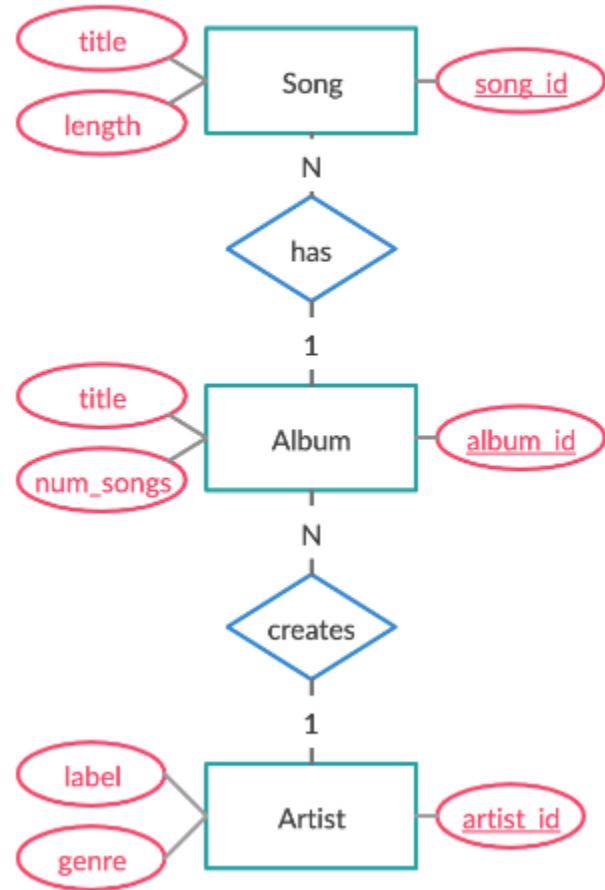 title
Song
song_id
length
N
has
1
title
Album
album_id
num_songs
N
creates
1
label
Artist
artist_id
genre